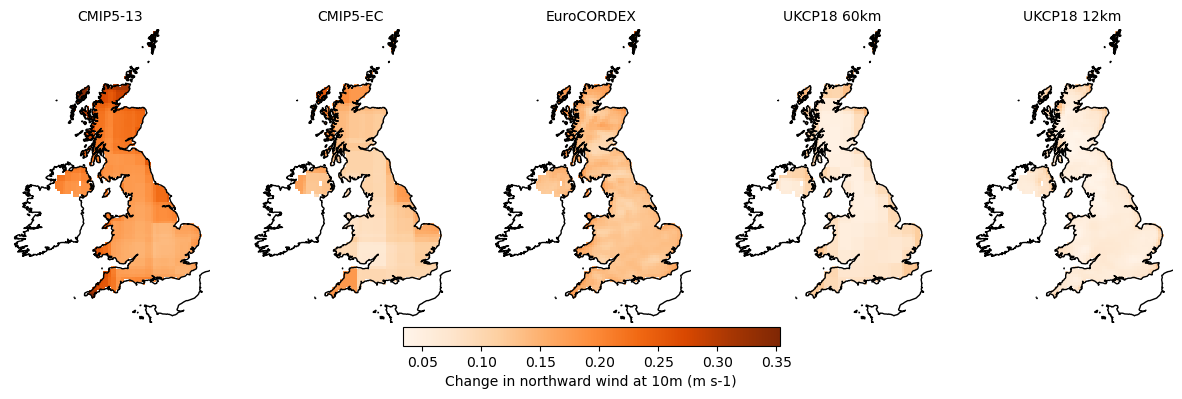 CMIP5-13 CMIP5-EC EuroCORDEX UKCP18 60km UKCP18 12km
0.05 0.10 0.15 0.20 0.25 0.30 0.35
Change in northward wind at 10m (m s-1)